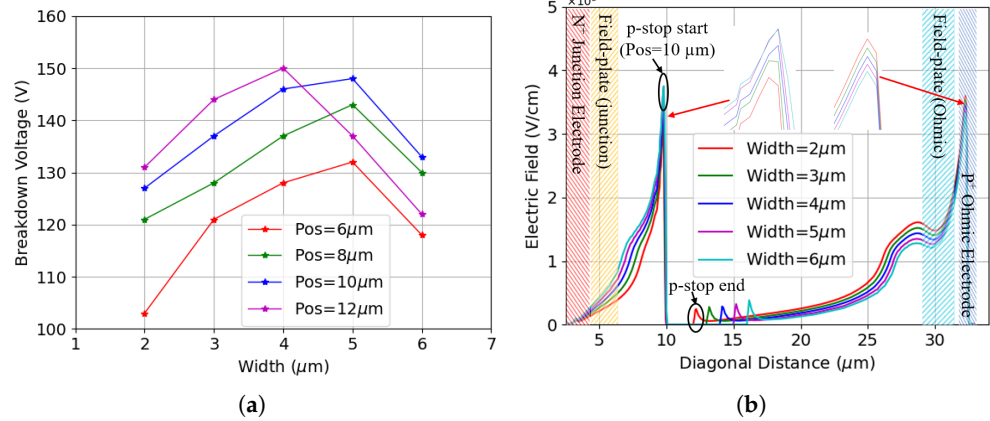 160
150
140
130
120
110
100
1
2
3
4
5
6
7
Breakdown Voltage (V)
Width (μm)
Pos=6μm
Pos=8μm
Pos=10μm
Pos=12μm
(a)
b)
5
4
3
2
1
0
5
10
15
20
25
30
Electric Field (V/cm)
Diagonal Distance (μm)
N⁺ Junction Electrode
Field-plate (junction)
p-stop start
(Pos=10 μm)
Field-plate (Ohmic)
P⁺ Ohmic Electrode
Width=2μm
Width=3μm
Width=4μm
Width=5μm
Width=6μm
p-stop end
(b)